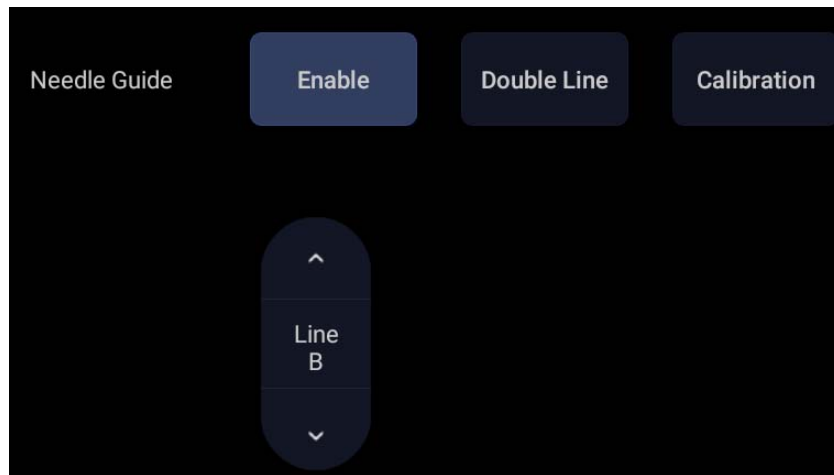 Needle Guide
Enable
Double Line
Calibration
Line
B